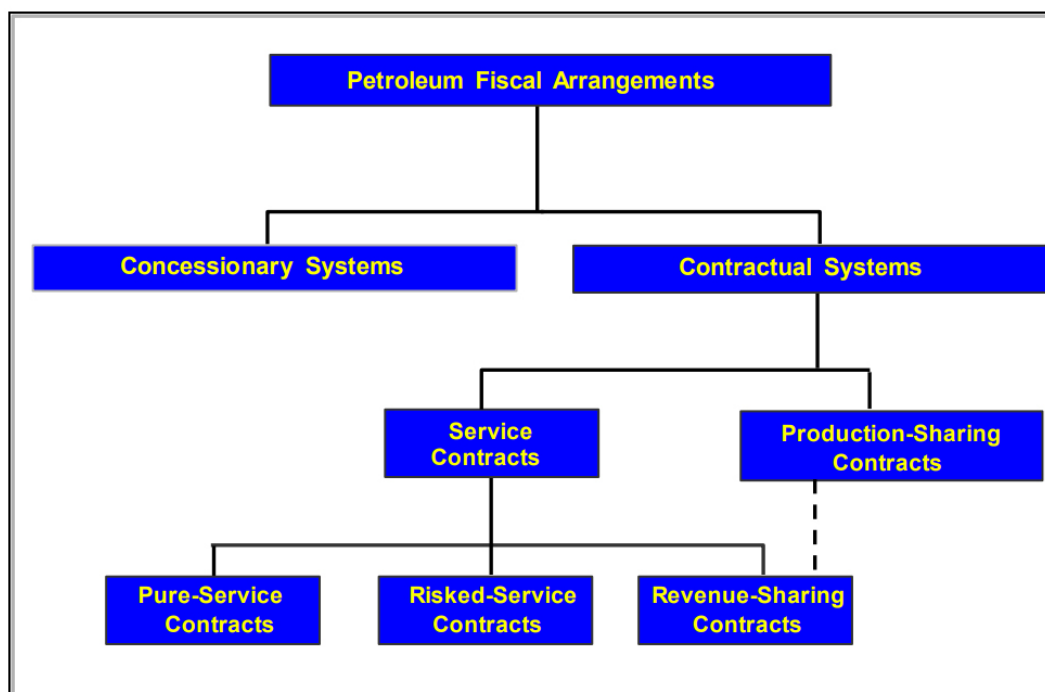 Petroleum Fiscal Arrangements
Concessionary Systems
Contractual Systems
Service
Contracts
Production-Sharing
Contracts
Pure-Service
Contracts
Risked-Service
Contracts
Revenue-Sharing
Contracts